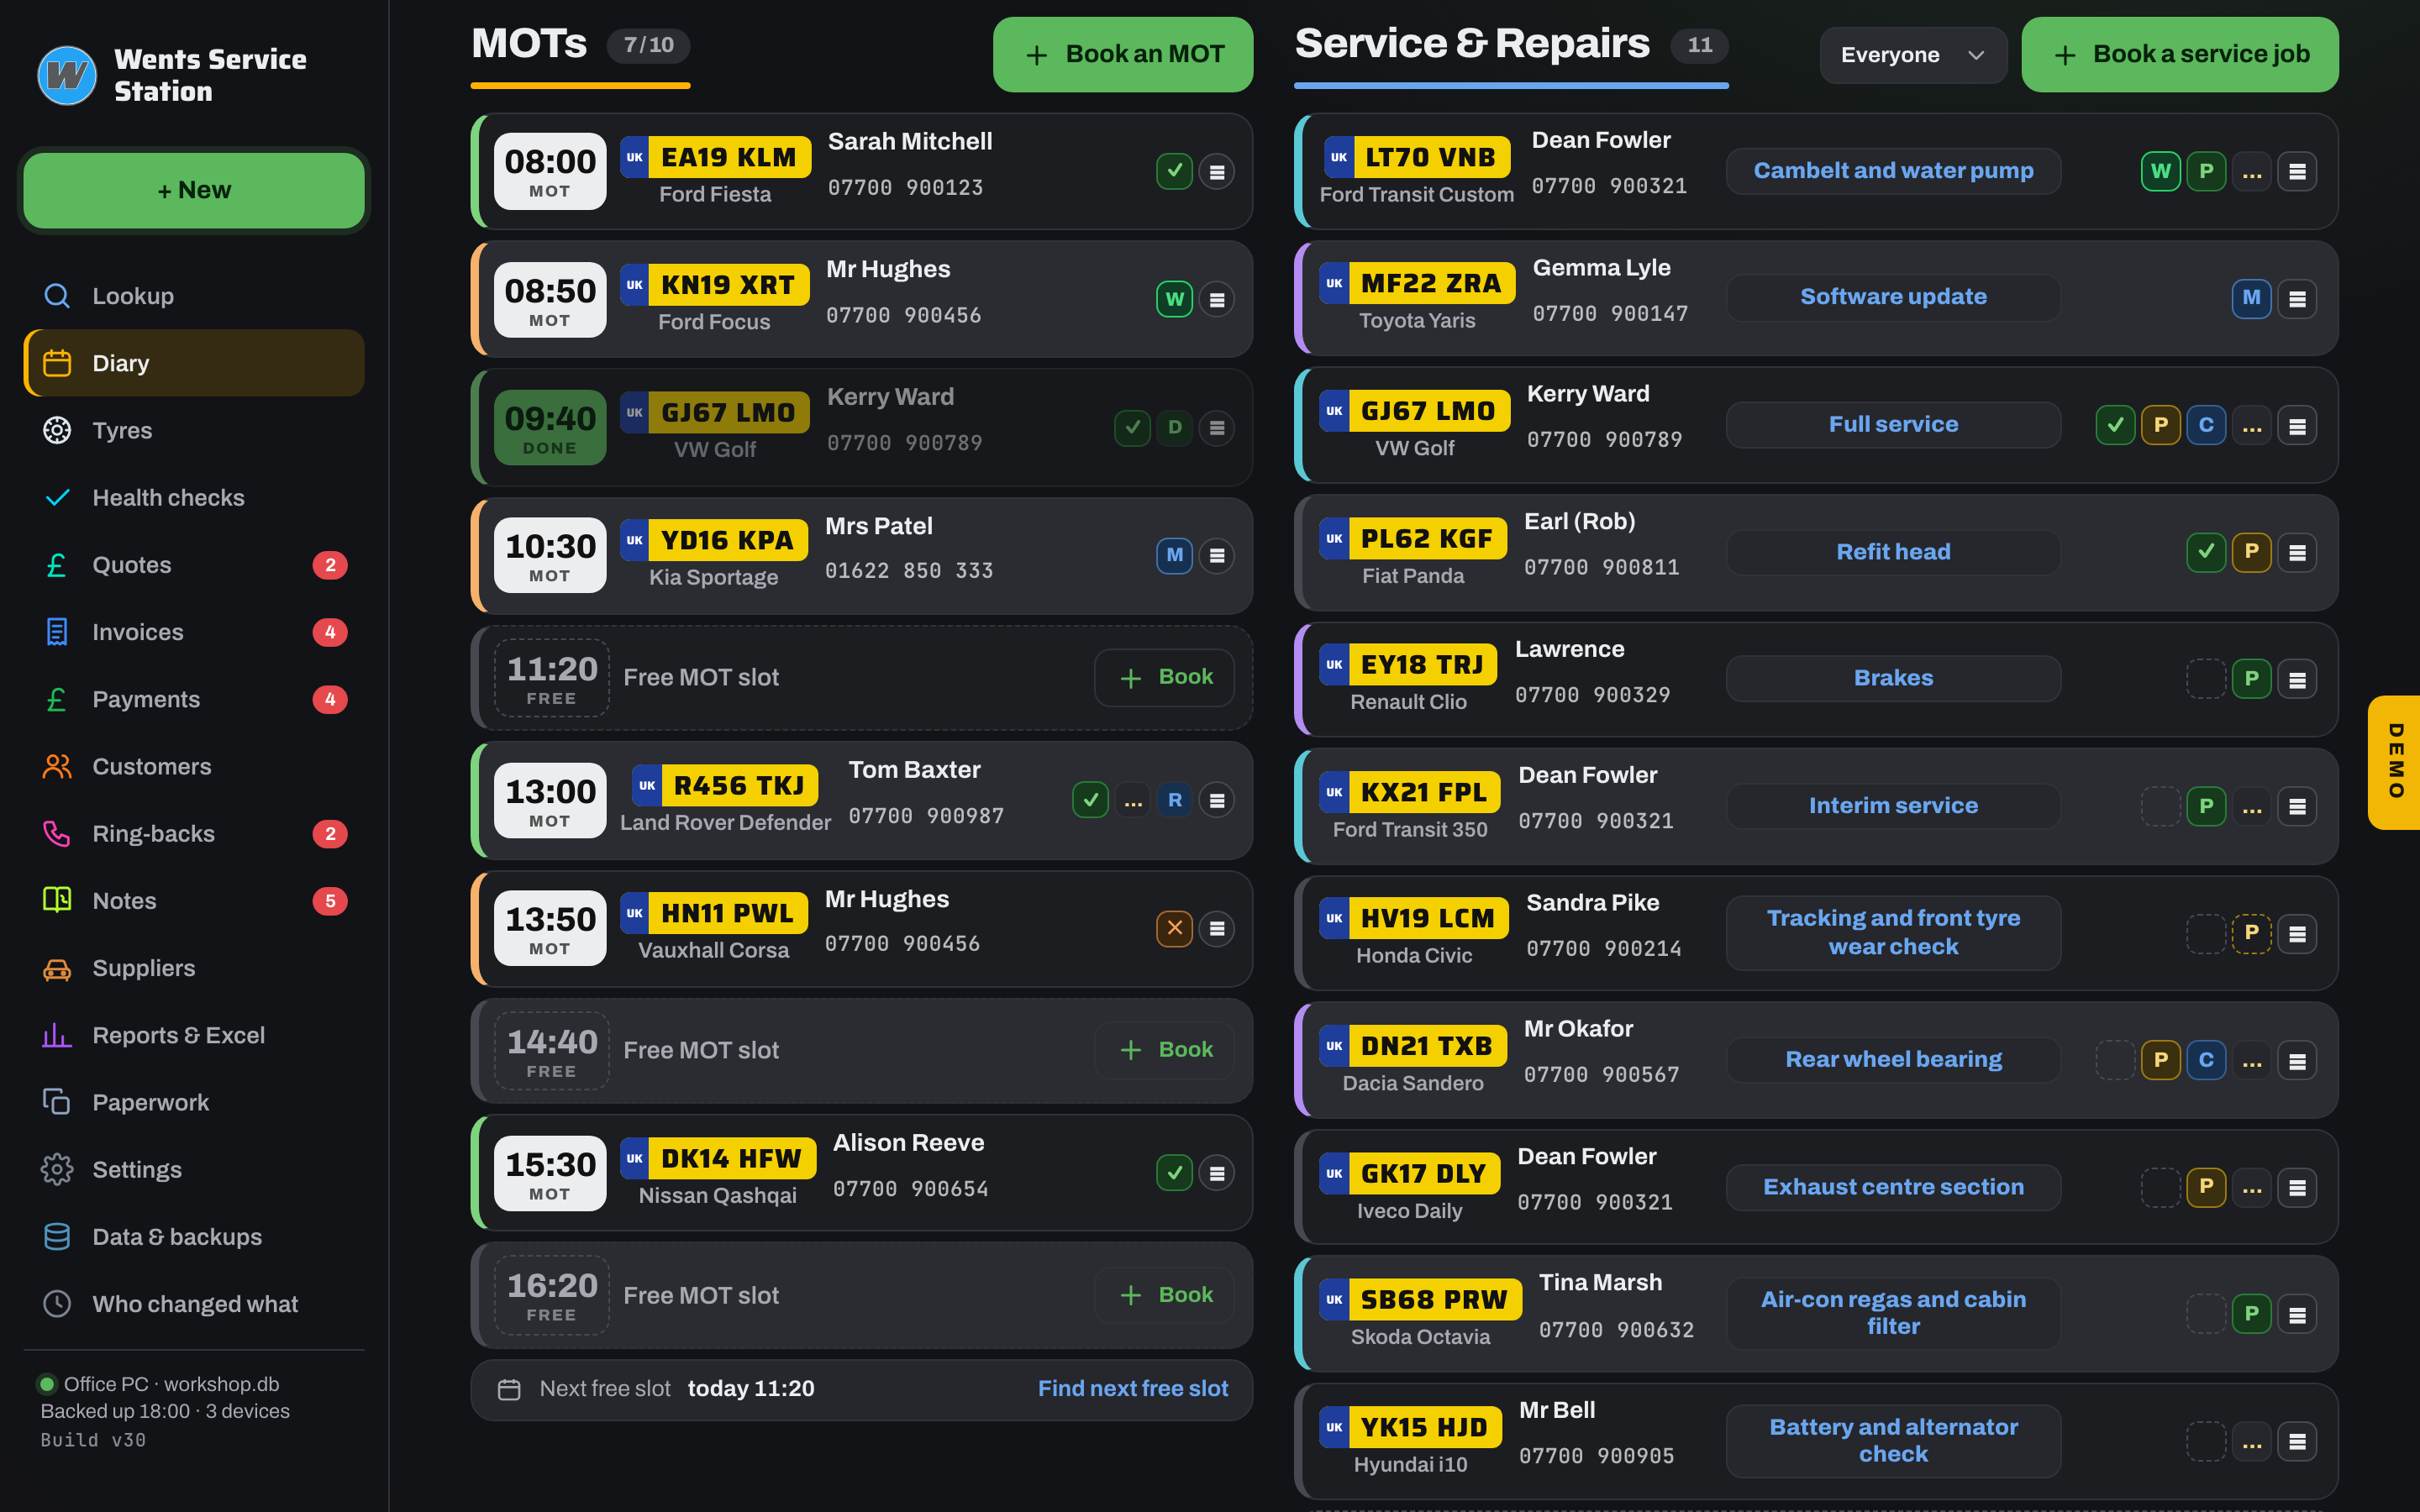 Wents Service
Station
+ New
Lookup
Diary
Tyres
Health checks
Quotes 2
Invoices 4
Payments 4
Customers
Ring-backs 2
Notes 5
Suppliers
Reports & Excel
Paperwork
Settings
Data & backups
Who changed what
Office PC · workshop.db
Backed up 18:00 · 3 devices
Build v30
MOTs 7/10
+ Book an MOT
08:00 MOT
UK EA19 KLM
Ford Fiesta
Sarah Mitchell
07700 900123
08:50 MOT
UK KN19 XRT
Ford Focus
Mr Hughes
07700 900456
W
09:40 DONE
UK GJ67 LMO
VW Golf
Kerry Ward
07700 900789
D
10:30 MOT
UK YD16 KPA
Kia Sportage
Mrs Patel
01622 850 333
M
11:20 FREE
Free MOT slot
+ Book
13:00 MOT
UK R456 TKJ
Land Rover Defender
Tom Baxter
07700 900987
... R
13:50 MOT
UK HN11 PWL
Vauxhall Corsa
Mr Hughes
07700 900456
14:40 FREE
Free MOT slot
+ Book
15:30 MOT
UK DK14 HFW
Nissan Qashqai
Alison Reeve
07700 900654
16:20 FREE
Free MOT slot
+ Book
Next free slot today 11:20
Find next free slot
Service & Repairs 11
Everyone
+ Book a service job
UK LT70 VNB
Ford Transit Custom
Dean Fowler
07700 900321
Cambelt and water pump
W P ...
UK MF22 ZRA
Toyota Yaris
Gemma Lyle
07700 900147
Software update
M
UK GJ67 LMO
VW Golf
Kerry Ward
07700 900789
Full service
P C ...
UK PL62 KGF
Fiat Panda
Earl (Rob)
07700 900811
Refit head
P
UK EY18 TRJ
Renault Clio
Lawrence
07700 900329
Brakes
P
UK KX21 FPL
Ford Transit 350
Dean Fowler
07700 900321
Interim service
P ...
UK HV19 LCM
Honda Civic
Sandra Pike
07700 900214
Tracking and front tyre
wear check
P
UK DN21 TXB
Dacia Sandero
Mr Okafor
07700 900567
Rear wheel bearing
P C ...
UK GK17 DLY
Iveco Daily
Dean Fowler
07700 900321
Exhaust centre section
P ...
UK SB68 PRW
Skoda Octavia
Tina Marsh
07700 900632
Air-con regas and cabin
filter
P
UK YK15 HJD
Hyundai i10
Mr Bell
07700 900905
Battery and alternator
check
...
DEMO